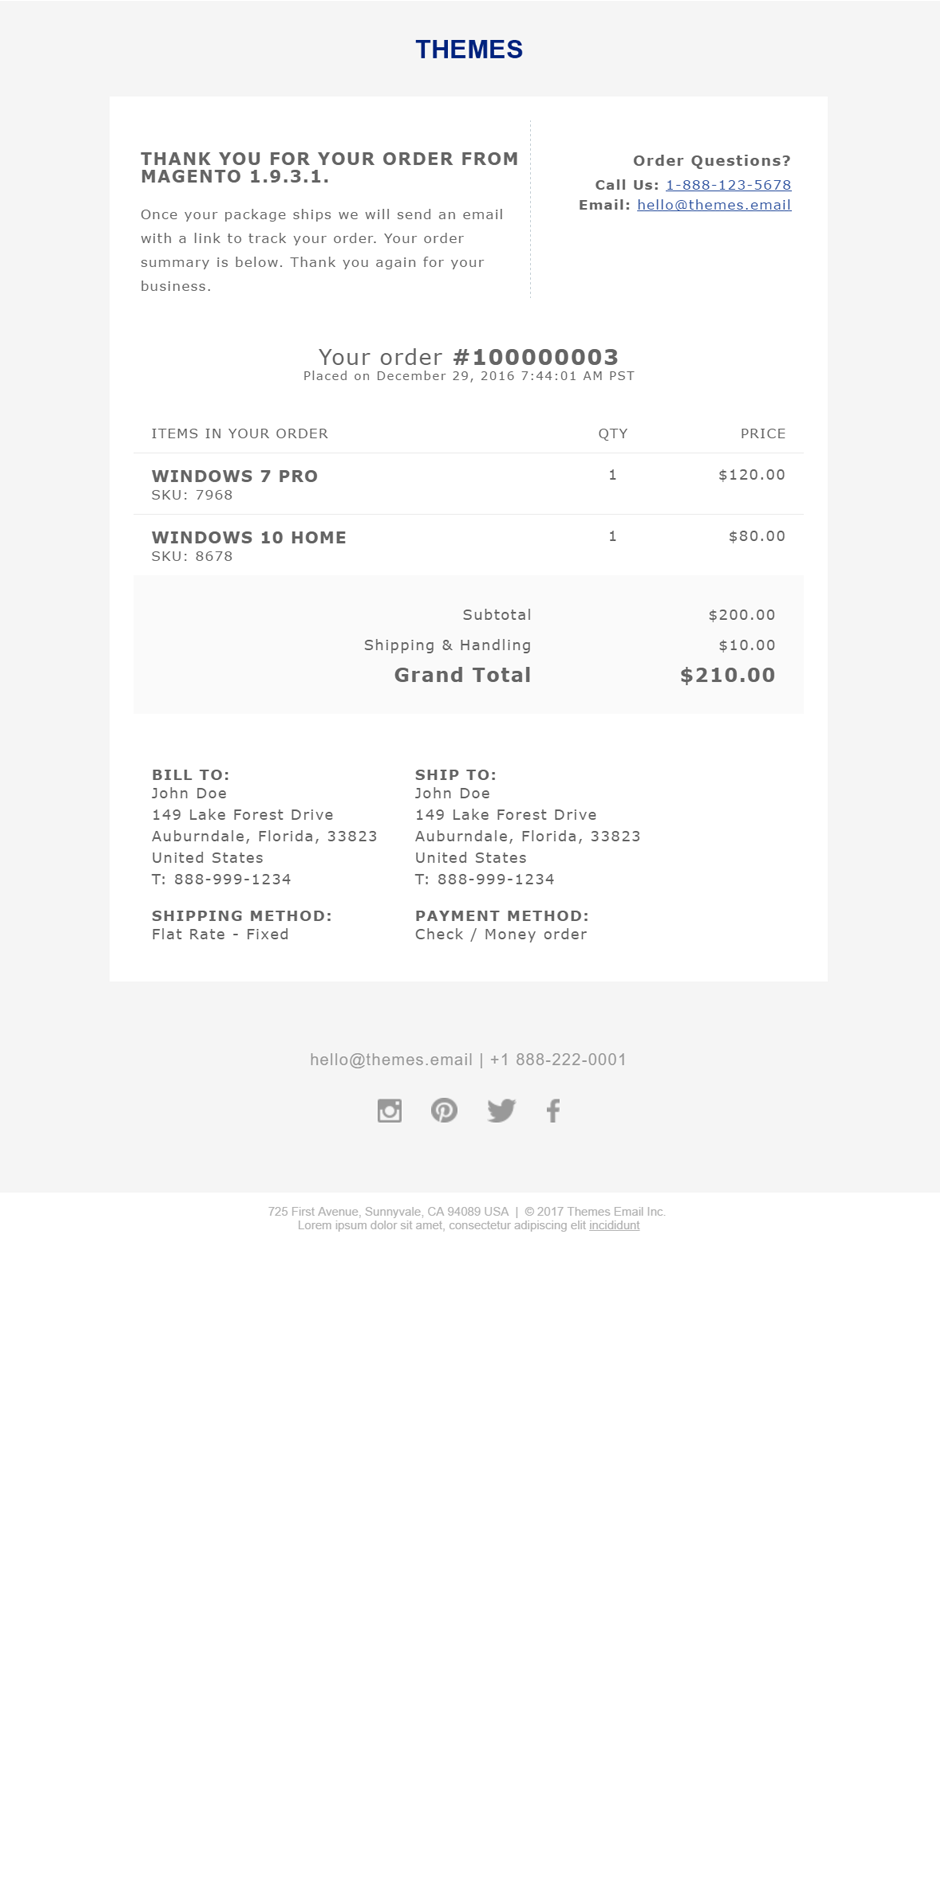 THEMES
THANK YOU FOR YOUR ORDER FROM
MAGENTO 1.9.3.1.
Once your package ships we will send an email
with a link to track your order. Your order
summary is below. Thank you again for your
business.
Order Questions?
Call Us: 1-888-123-5678
Email: hello@themes.email
Your order #100000003
Placed on December 29, 2016 7:44:01 AM PST
ITEMS IN YOUR ORDER QTY PRICE
WINDOWS 7 PRO 1 $120.00
SKU: 7968
WINDOWS 10 HOME 1 $80.00
SKU: 8678
Subtotal $200.00
Shipping & Handling $10.00
Grand Total $210.00
BILL TO:
John Doe
149 Lake Forest Drive
Auburndale, Florida, 33823
United States
T: 888-999-1234
SHIP TO:
John Doe
149 Lake Forest Drive
Auburndale, Florida, 33823
United States
T: 888-999-1234
SHIPPING METHOD:
Flat Rate - Fixed
PAYMENT METHOD:
Check / Money order
hello@themes.email | +1 888-222-0001
725 First Avenue, Sunnyvale, CA 94089 USA | © 2017 Themes Email Inc.
Lorem ipsum dolor sit amet, consectetur adipiscing elit incididunt